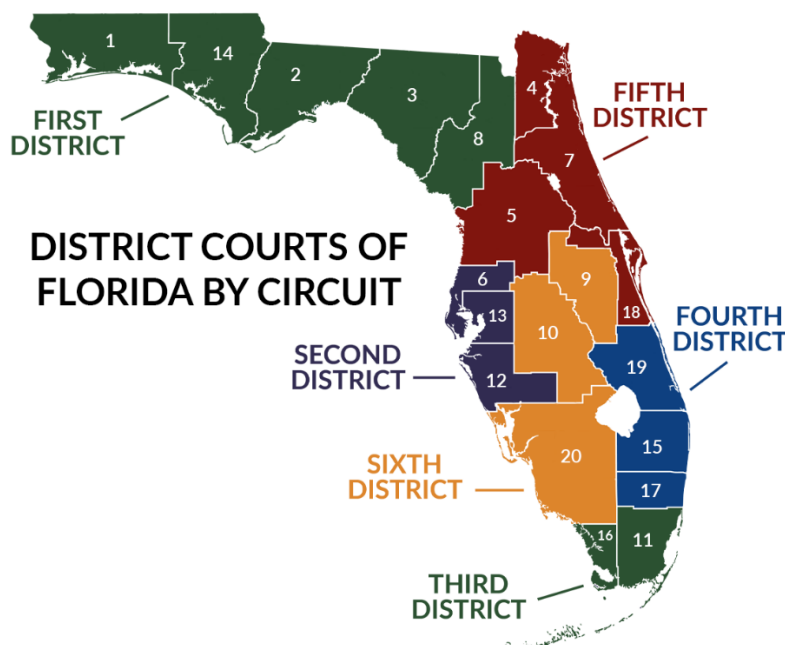 1
14
2
3
8
4
7
5
FIRST
DISTRICT
FIFTH
DISTRICT
DISTRICT COURTS OF
FLORIDA BY CIRCUIT
6
13
12
9
10
18
19
SECOND
DISTRICT
FOURTH
DISTRICT
20
15
17
SIXTH
DISTRICT
16
11
THIRD
DISTRICT